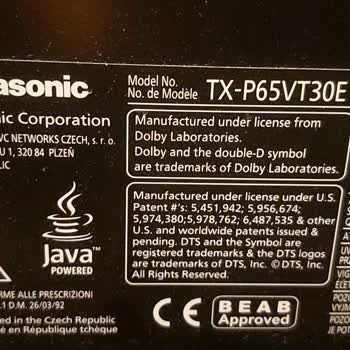 asonic
Model No.
No. de Modèle
TX-P65VT30E
nic Corporation
VC NETWORKS CZECH, s. r. o.
U 1, 320 84 PLZEŇ
LIC
Manufactured under license from
Dolby Laboratories.
Dolby and the double-D symbol
are trademarks of Dolby Laboratories.
Java™
POWERED
Manufactured under license under U.S.
Patent #'s: 5,451,942; 5,956,674;
5,974,380;5,978,762; 6,487,535 & other
U.S. and worldwide patents issued &
pending. DTS and the Symbol are
registered trademarks & the DTS logos
are trademarks of DTS, Inc. © DTS, Inc.
All Rights Reserved.
RME ALX PRESCRIZIONI
.1 D.M. 26/03/92
ed in the Czech Republic
é en République tchèque
CE
BEAB
Approved